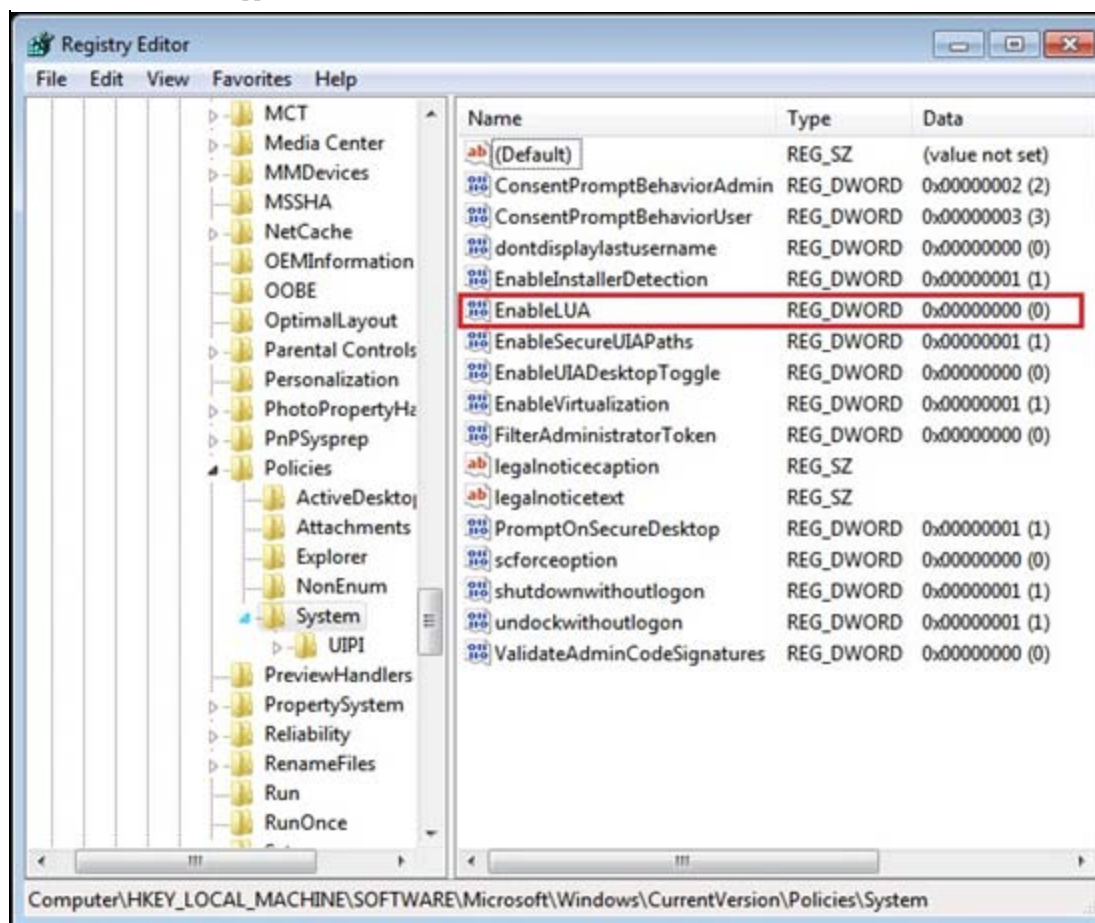 Registry Editor
File Edit View Favorites Help
MCT
Media Center
MMDevices
MSSHA
NetCache
OEMInformation
OOBE
OptimalLayout
Parental Controls
Personalization
PhotoPropertyHa
PnPSysprep
Policies
ActiveDesktop
Attachments
Explorer
NonEnum
System
UIPI
PreviewHandlers
PropertySystem
Reliability
RenameFiles
Run
RunOnce
Name Type Data
(Default) REG_SZ (value not set)
ConsentPromptBehaviorAdmin REG_DWORD 0x00000002 (2)
ConsentPromptBehaviorUser REG_DWORD 0x00000003 (3)
dontdisplaylastusername REG_DWORD 0x00000000 (0)
EnableInstallerDetection REG_DWORD 0x00000001 (1)
EnableLUA REG_DWORD 0x00000000 (0)
EnableSecureUIAPaths REG_DWORD 0x00000001 (1)
EnableUIADesktopToggle REG_DWORD 0x00000000 (0)
EnableVirtualization REG_DWORD 0x00000001 (1)
FilterAdministratorToken REG_DWORD 0x00000000 (0)
legalnoticecaption REG_SZ
legalnoticetext REG_SZ
PromptOnSecureDesktop REG_DWORD 0x00000001 (1)
scforceoption REG_DWORD 0x00000000 (0)
shutdownwithoutlogon REG_DWORD 0x00000001 (1)
undockwithoutlogon REG_DWORD 0x00000001 (1)
ValidateAdminCodeSignatures REG_DWORD 0x00000000 (0)
Computer\HKEY_LOCAL_MACHINE\SOFTWARE\Microsoft\Windows\CurrentVersion\Policies\System